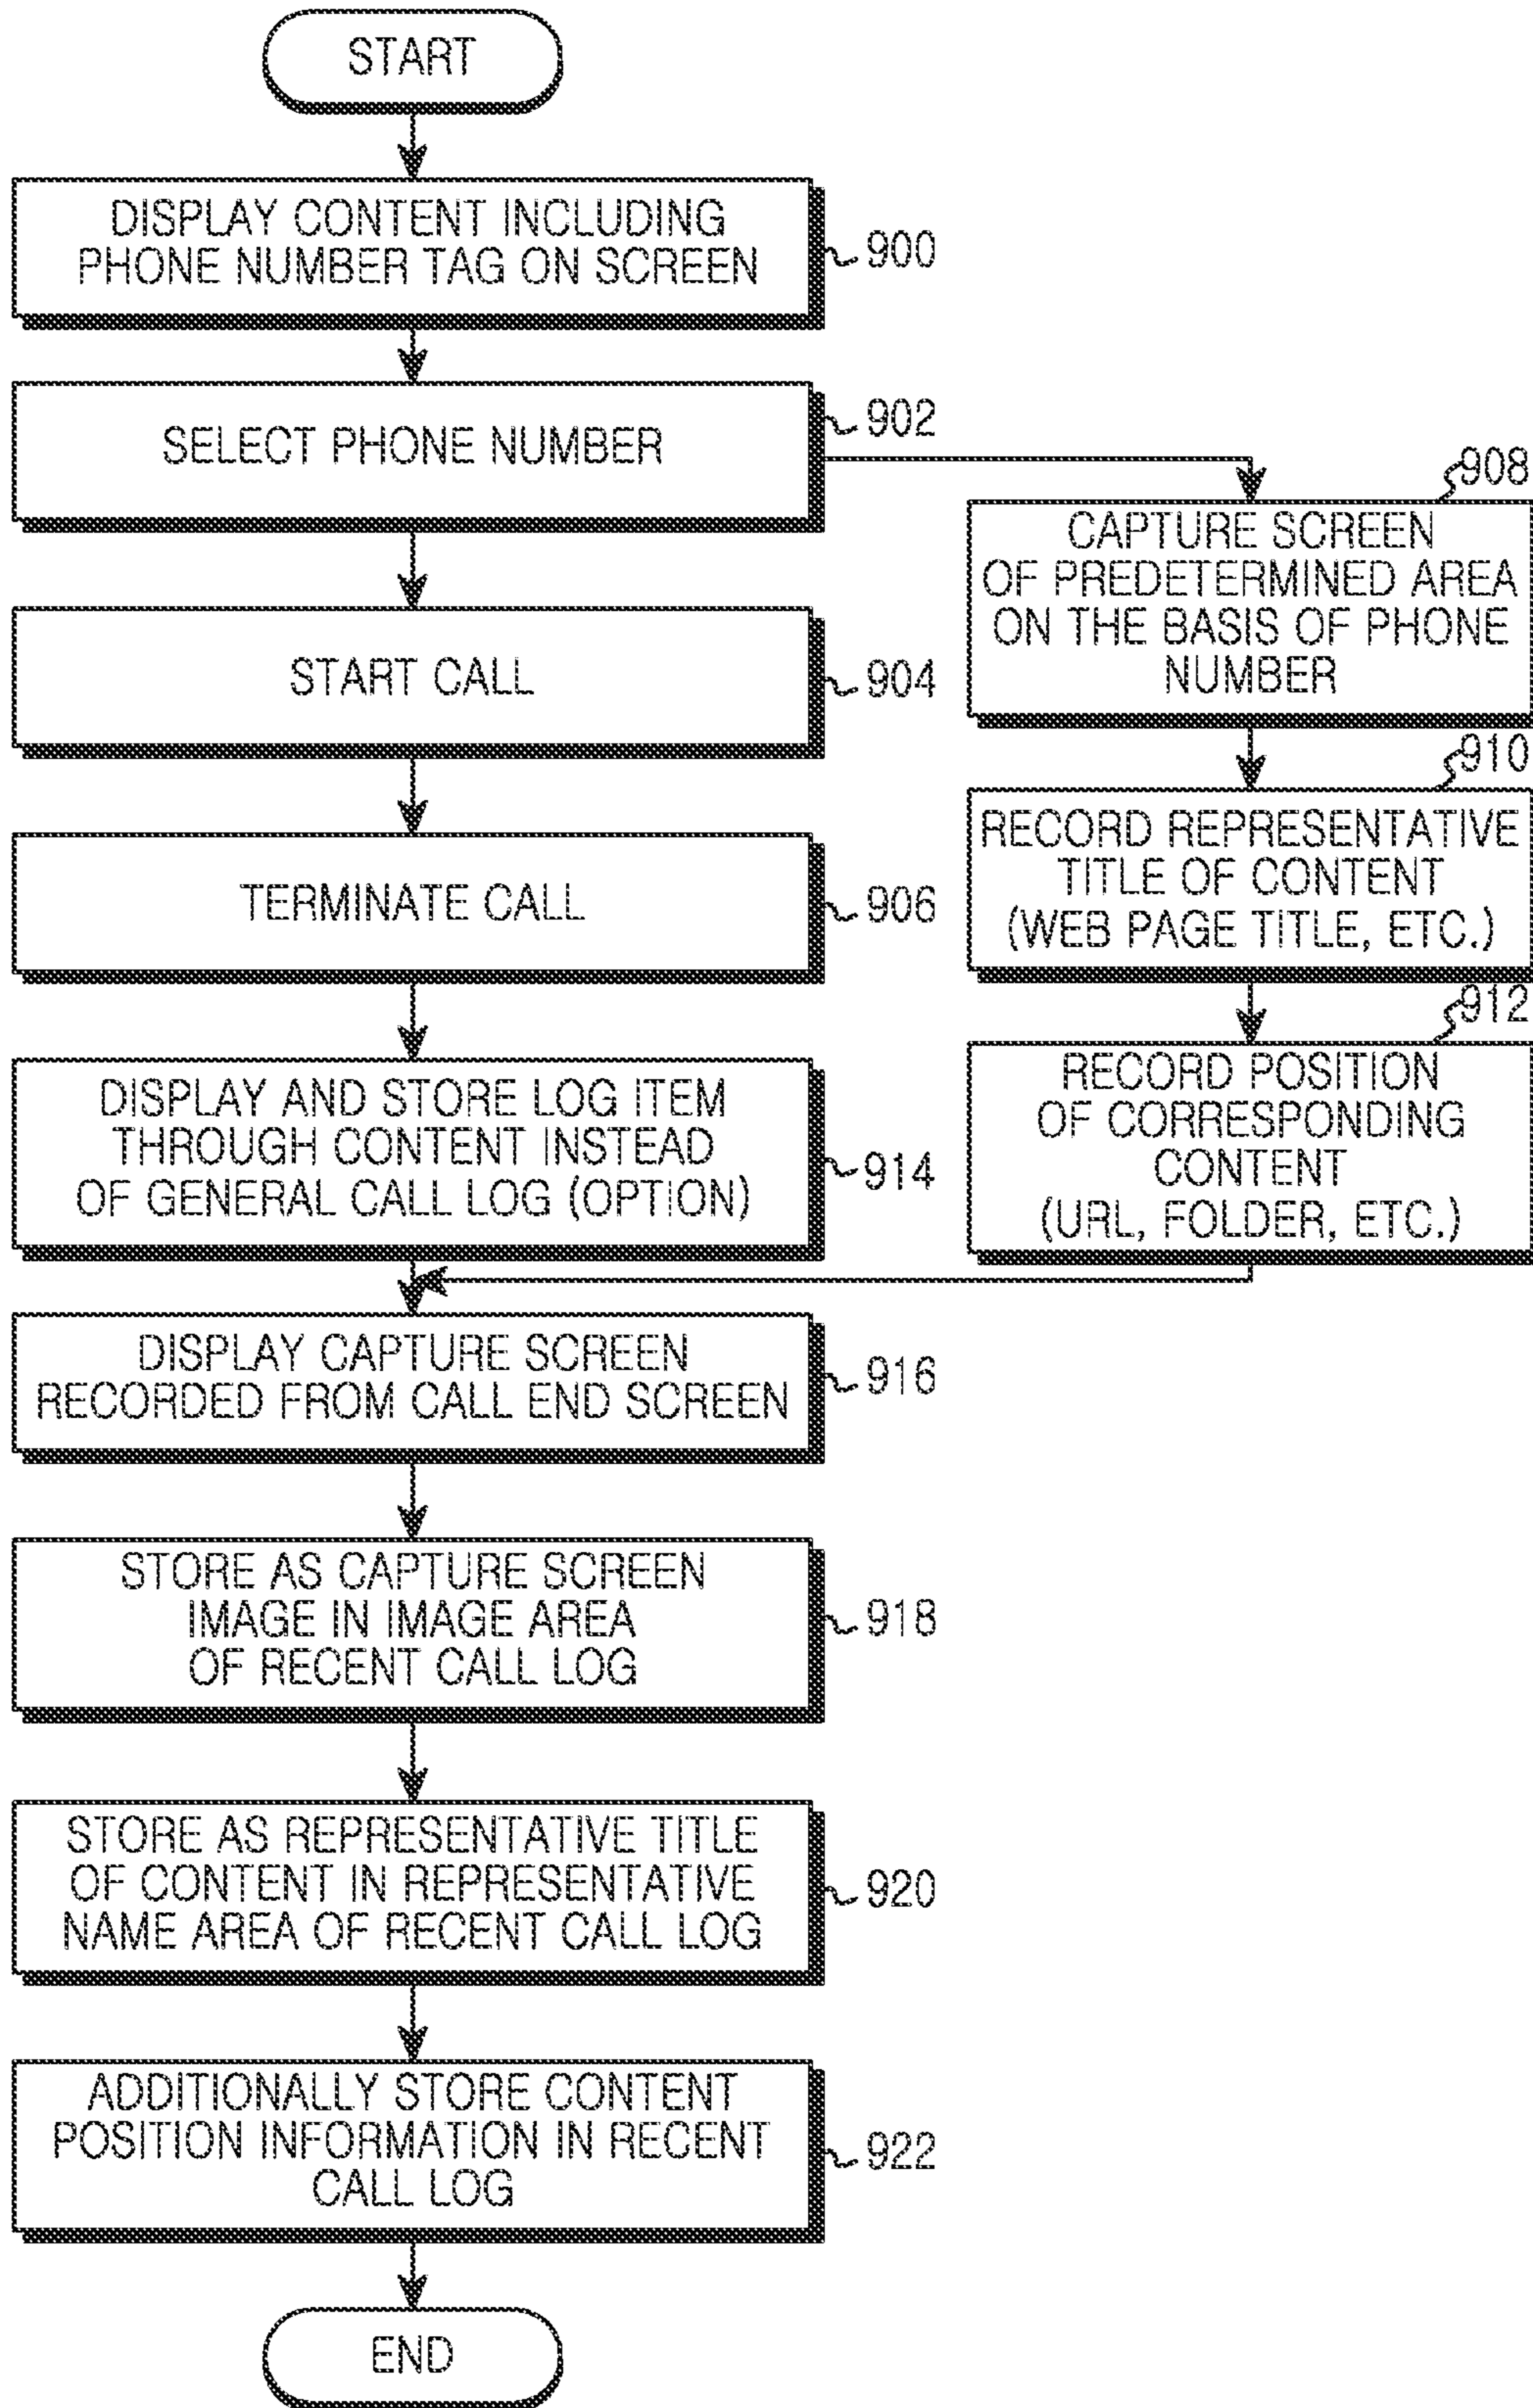 START
DISPLAY CONTENT INCLUDING
PHONE NUMBER TAG ON SCREEN
900
SELECT PHONE NUMBER
902
START CALL
904
TERMINATE CALL
906
908
CAPTURE SCREEN
OF PREDETERMINED AREA
ON THE BASIS OF PHONE
NUMBER
910
RECORD REPRESENTATIVE
TITLE OF CONTENT
(WEB PAGE TITLE, ETC.)
912
RECORD POSITION
OF CORRESPONDING
CONTENT
(URL, FOLDER, ETC.)
DISPLAY AND STORE LOG ITEM
THROUGH CONTENT INSTEAD
OF GENERAL CALL LOG (OPTION)
914
DISPLAY CAPTURE SCREEN
RECORDED FROM CALL END SCREEN
916
STORE AS CAPTURE SCREEN
IMAGE IN IMAGE AREA
OF RECENT CALL LOG
918
STORE AS REPRESENTATIVE TITLE
OF CONTENT IN REPRESENTATIVE
NAME AREA OF RECENT CALL LOG
920
ADDITIONALLY STORE CONTENT
POSITION INFORMATION IN RECENT
CALL LOG
922
END